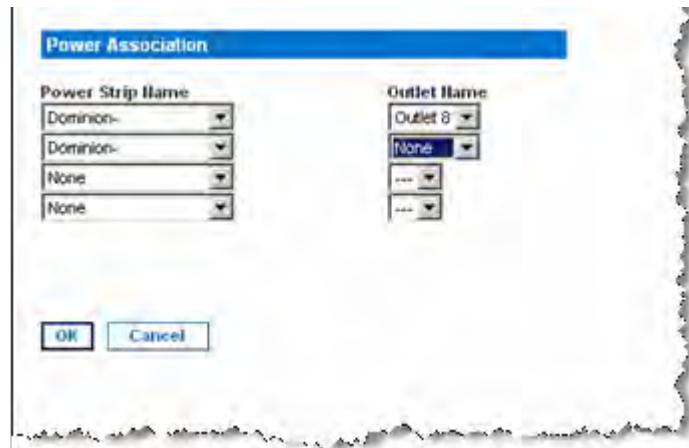 Power Association
Power Strip Name Outlet Name
Dominion- Outlet 8
Dominion- None
None ---
None ---
OK Cancel